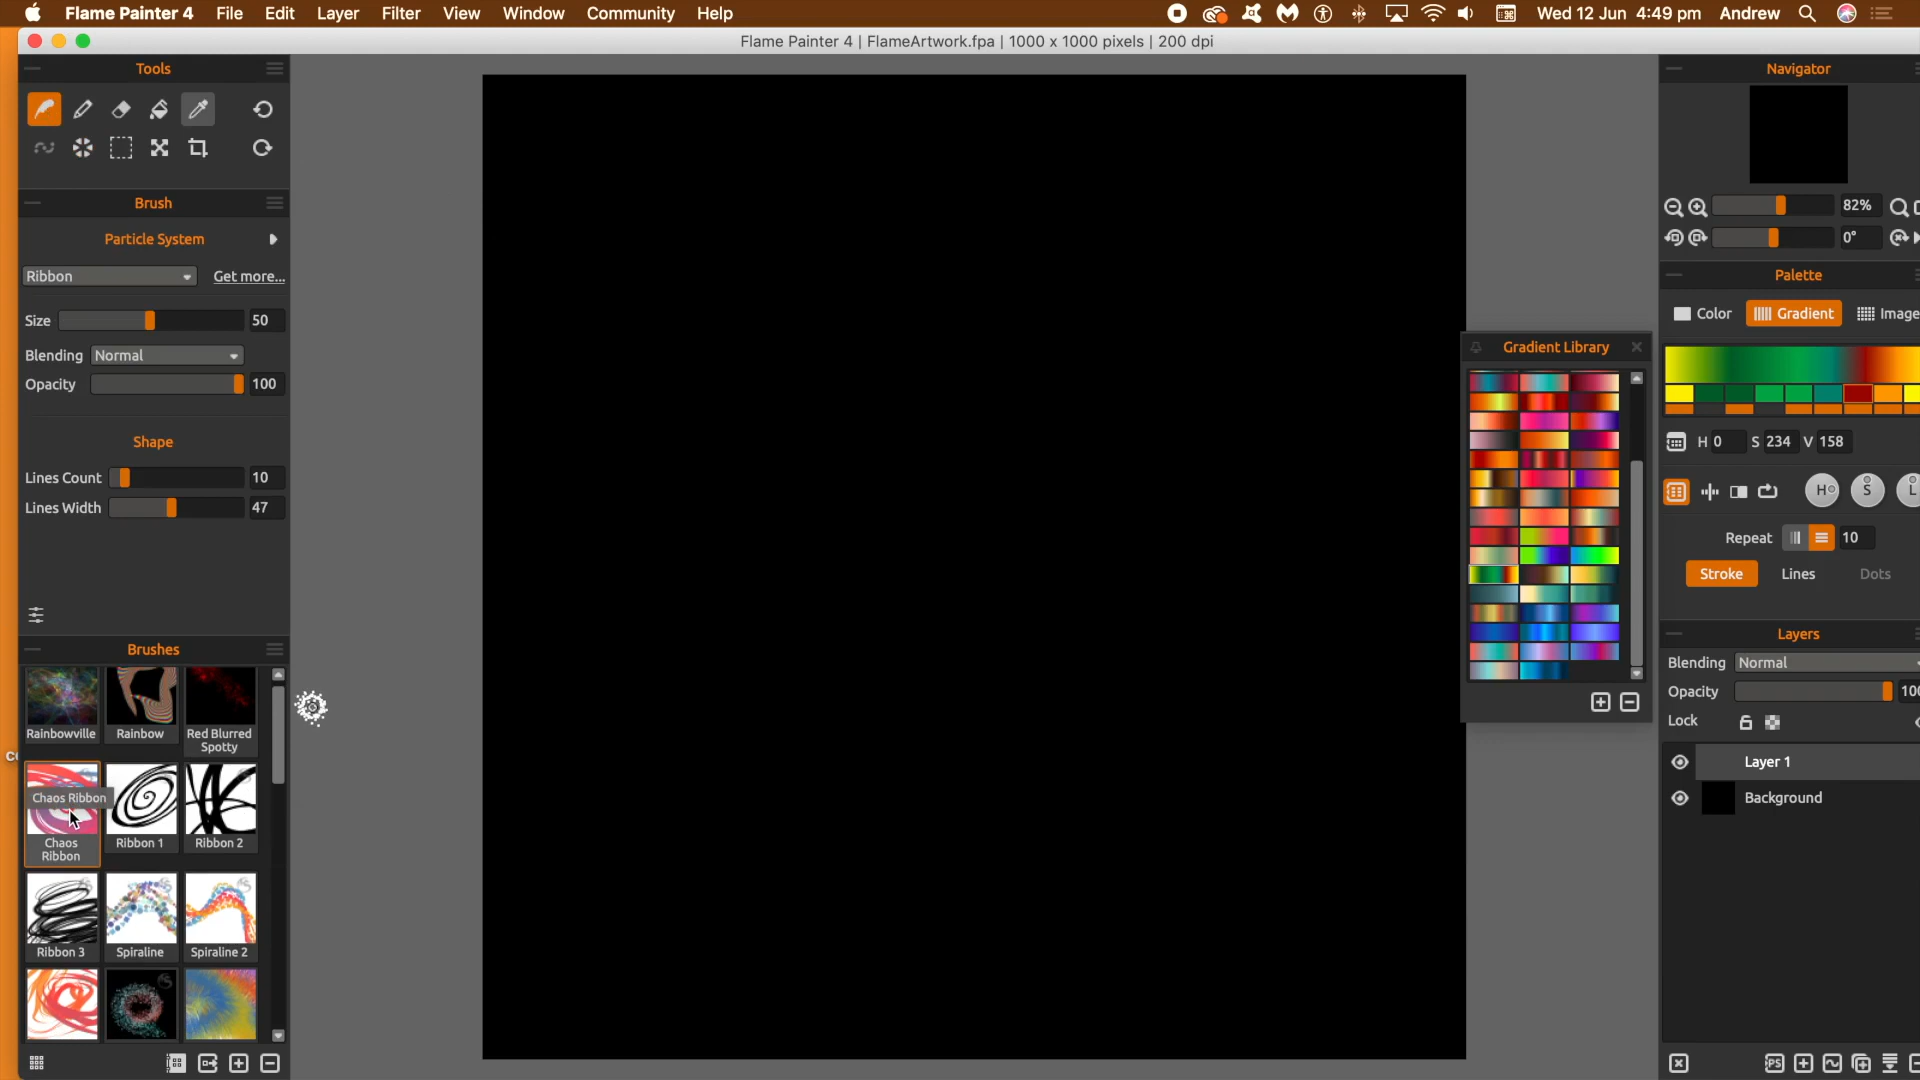 Flame Painter 4 File Edit Layer Filter View Window Community Help Wed 12 Jun 4:49 pm Andrew
Flame Painter 4 | FlameArtwork.fpa | 1000 x 1000 pixels | 200 dpi
Tools
Brush
Particle System
Ribbon Get more...
Size 50
Blending Normal
Opacity 100
Shape
Lines Count 10
Lines Width 47
Brushes
Rainbowville Rainbow Red Blurred Spotty
Chaos Ribbon
Chaos Ribbon Ribbon 1 Ribbon 2
Ribbon 3 Spiraline Spiraline 2
Gradient Library
Navigator
82%
0°
Palette
Color Gradient Image
H 0 S 234 V 158
H S L
Repeat 10
Stroke Lines Dots
Layers
Blending Normal
Opacity 100
Lock
Layer 1
Background
PS